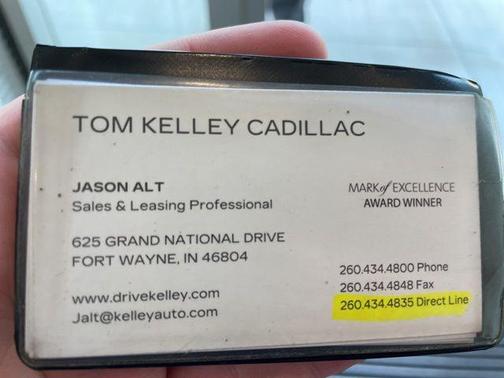 TOM KELLEY CADILLAC
JASON ALT
Sales & Leasing Professional
MARK of EXCELLENCE
AWARD WINNER
625 GRAND NATIONAL DRIVE
FORT WAYNE, IN 46804
www.drivekelley.com
Jalt@kelleyauto.com
260.434.4800 Phone
260.434.4848 Fax
260.434.4835 Direct Line